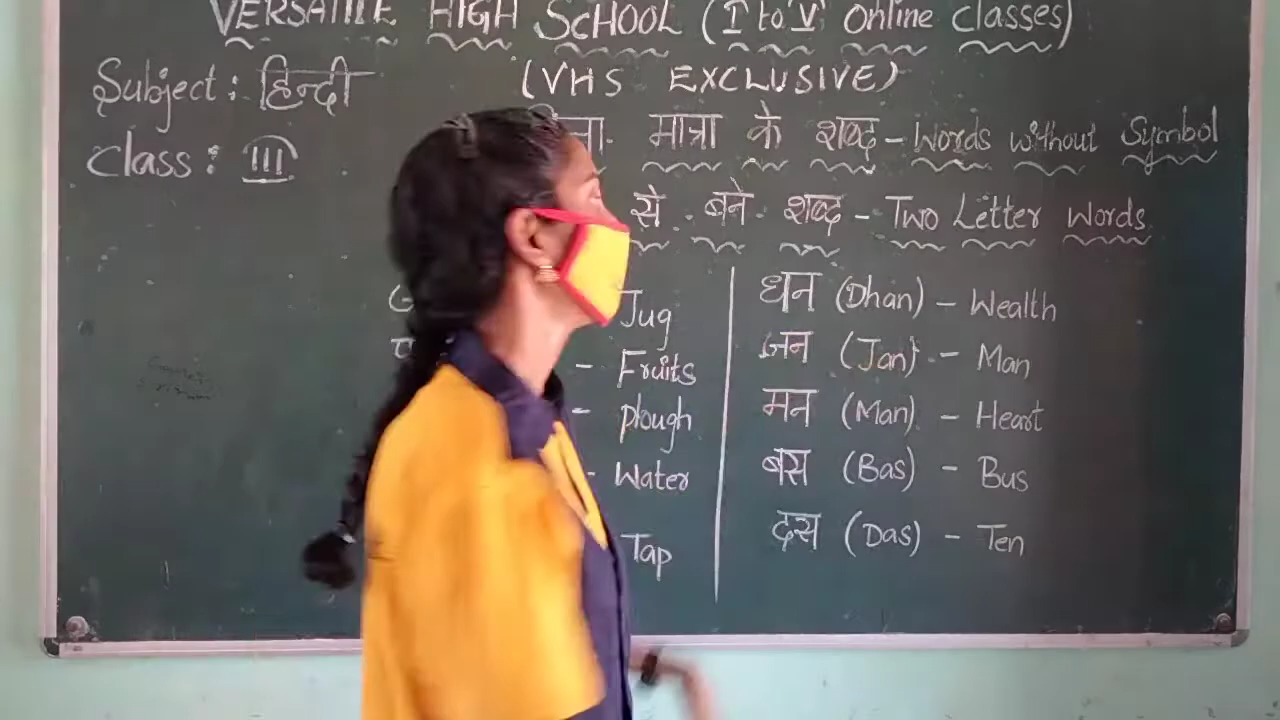 VERSATILE HIGH SCHOOL (I to V Online classes)
Subject : हिन्दी
(VHS EXCLUSIVE)
Class : III
मात्रा के शब्द - Words without Symbol
से बने शब्द - Two Letter Words
Jug
- Fruits
- plough
- Water
Tap
धन (Dhan) - Wealth
जन (Jan) - Man
मन (Man) - Heart
बस (Bas) - Bus
दस (Das) - Ten